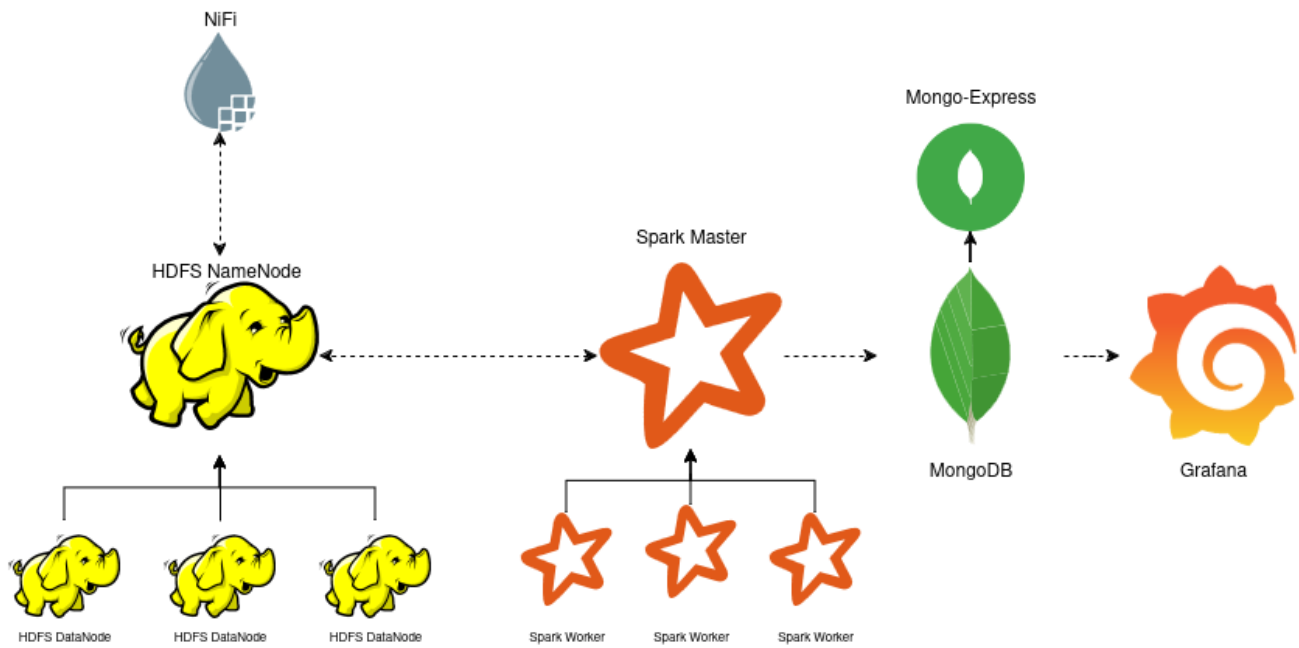 NiFi
Mongo-Express
Spark Master
HDFS NameNode
MongoDB
Grafana
HDFS DataNode
HDFS DataNode
HDFS DataNode
Spark Worker
Spark Worker
Spark Worker